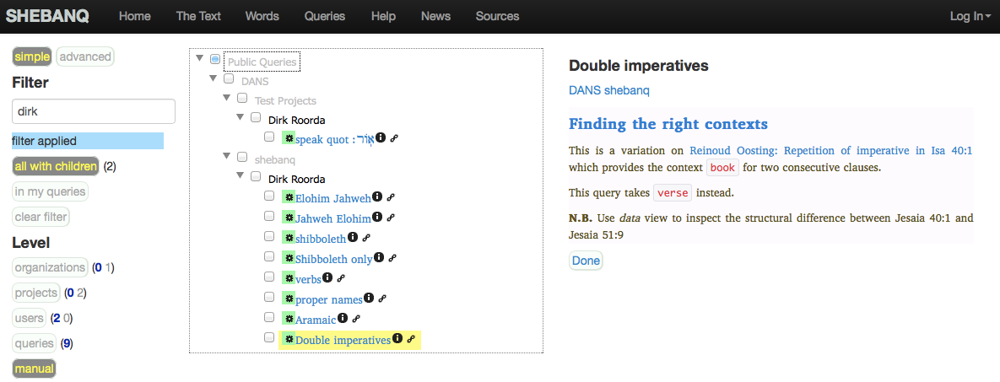 SHEBANQ Home The Text Words Queries Help News Sources Log In
simple advanced
Filter
dirk
filter applied
all with children (2)
in my queries
clear filter
Level
organizations (0 1)
projects (0 2)
users (2 0)
queries (9)
manual
Public Queries
DANS
Test Projects
Dirk Roorda
speak quot : אֹור
shebanq
Dirk Roorda
Elohim Jahweh
Jahweh Elohim
shibboleth
Shibboleth only
verbs
proper names
Aramaic
Double imperatives
Double imperatives
DANS shebanq
Finding the right contexts
This is a variation on Reinoud Oosting: Repetition of imperative in Isa 40:1
which provides the context book for two consecutive clauses.
This query takes verse instead.
N.B. Use data view to inspect the structural difference between Jesaia 40:1 and
Jesaia 51:9
Done